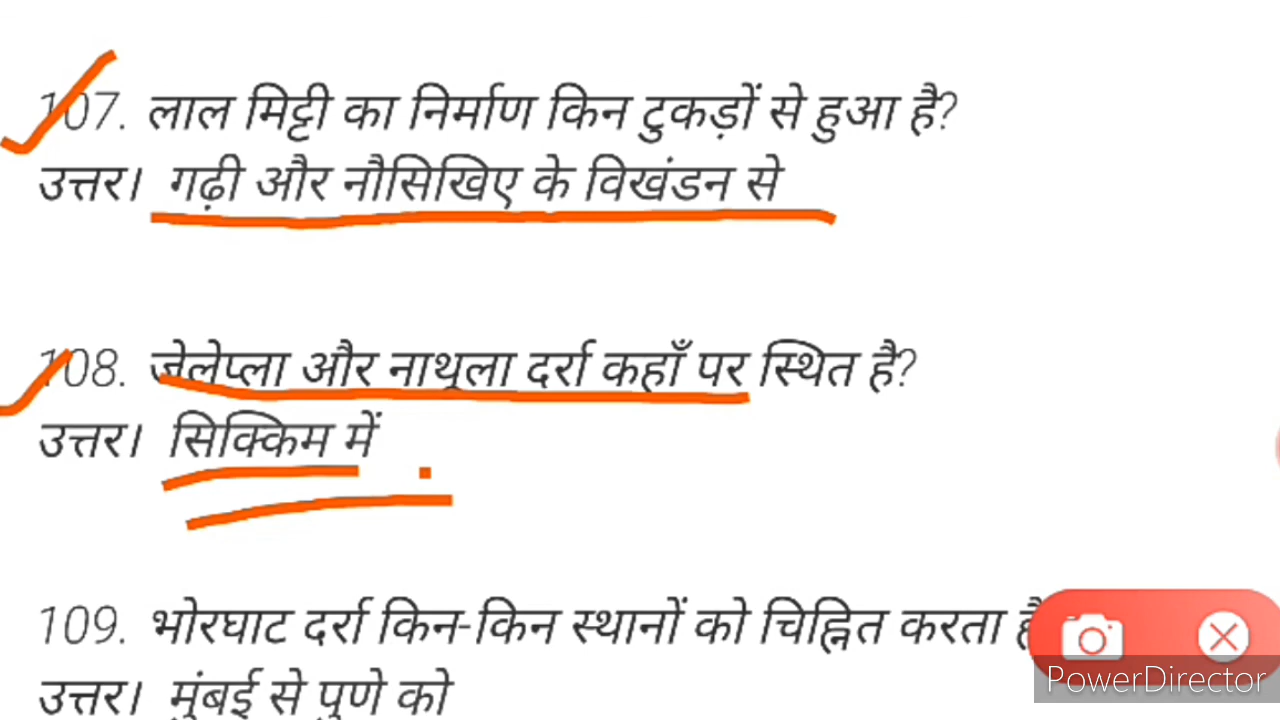 107. लाल मिट्टी का निर्माण किन टुकड़ों से हुआ है?
उत्तर। गढ़ी और नौसिखिए के विखंडन से
108. जेलेप्ला और नाथूला दर्रा कहाँ पर स्थित है?
उत्तर। सिक्किम में
109. भोरघाट दर्रा किन-किन स्थानों को चिह्नित करता है
उत्तर। मुंबई से पुणे को
PowerDirector